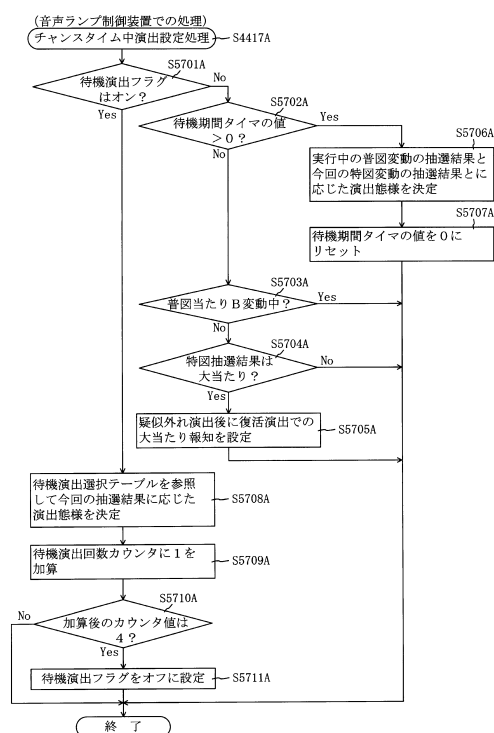 (音声ランプ制御装置での処理)
チャンスタイム中演出設定処理
S4417A
S5701A
待機演出フラグ
はオン？
No
Yes
S5702A
待機期間タイマの値
＞０？
Yes
No
S5706A
実行中の普図変動の抽選結果と
今回の特図変動の抽選結果とに
応じた演出態様を決定
S5707A
待機期間タイマの値を０に
リセット
S5703A
普図当たりＢ変動中？
Yes
No
S5704A
特図抽選結果は
大当たり？
No
Yes
疑似外れ演出後に復活演出での
大当たり報知を設定
S5705A
待機演出選択テーブルを参照
して今回の抽選結果に応じた
演出態様を決定
S5708A
待機演出回数カウンタに１を
加算
S5709A
S5710A
加算後のカウンタ値は
４？
No
Yes
待機演出フラグをオフに設定
S5711A
終 了